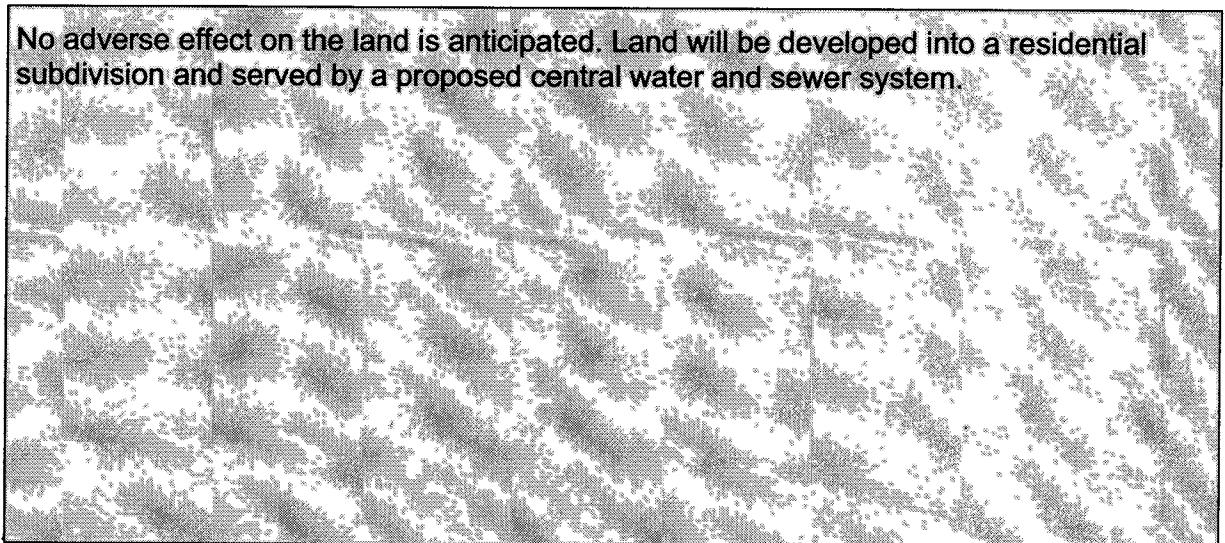 No adverse effect on the land is anticipated. Land will be developed into a residential
subdivision and served by a proposed central water and sewer system.